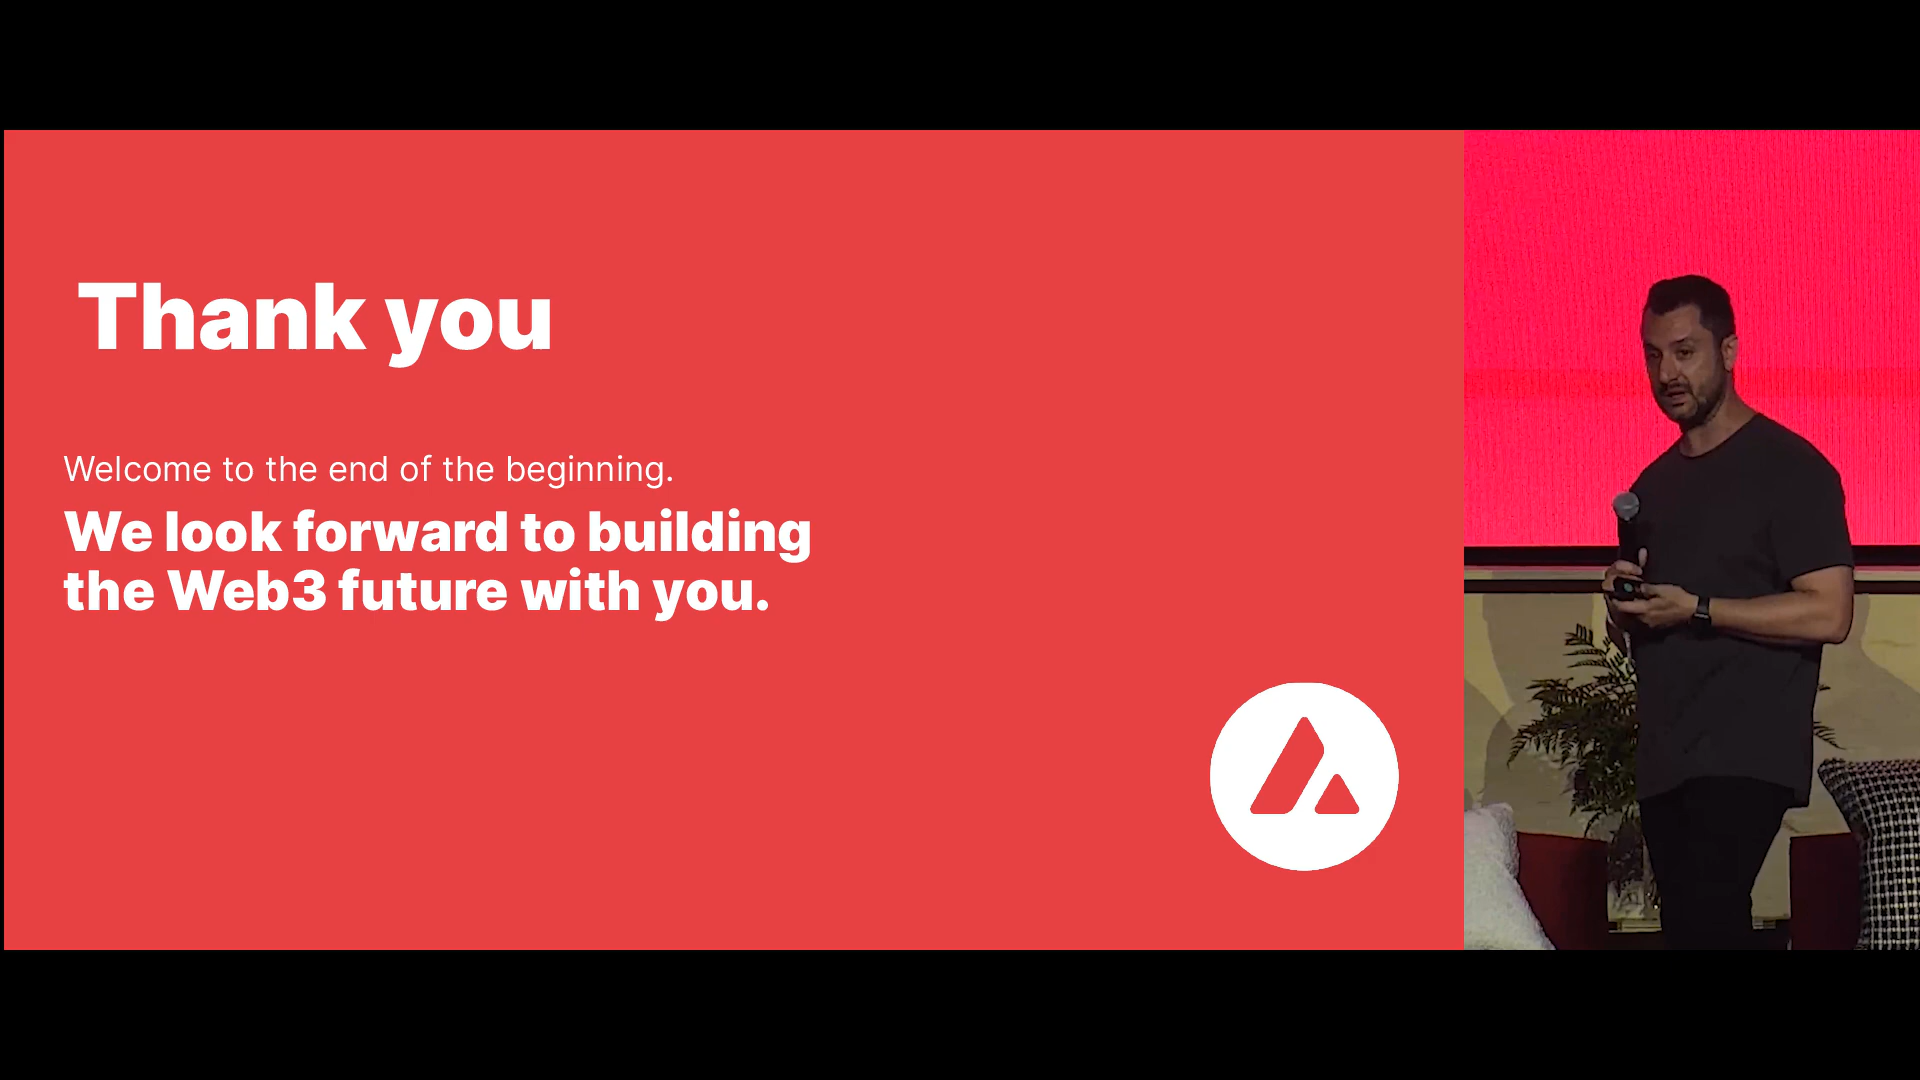 Thank you
Welcome to the end of the beginning.
We look forward to building
the Web3 future with you.